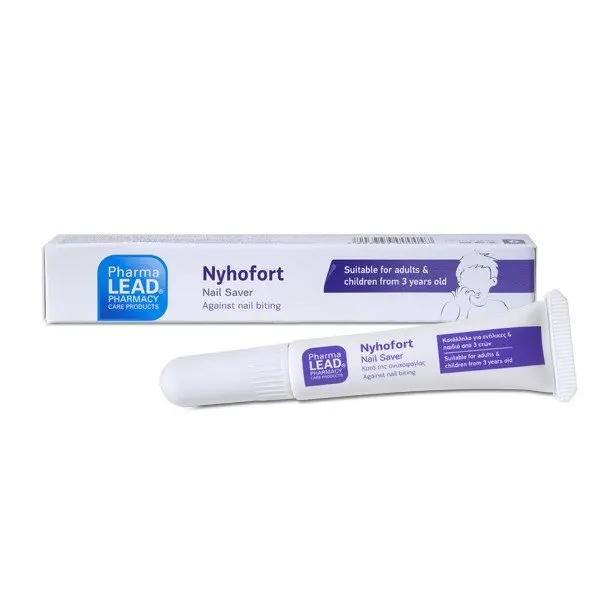 Pharma
LEAD®
PHARMACY
CARE PRODUCTS
Nyhofort
Nail Saver
Against nail biting
Suitable for adults &
children from 3 years old
Pharma
LEAD®
PHARMACY
CARE PRODUCTS
Nyhofort
Nail Saver
Κατά της ονυχοφαγίας
Against nail biting
Κατάλληλο για ενήλικες &
παιδιά από 3 ετών
Suitable for adults &
children from 3 years old